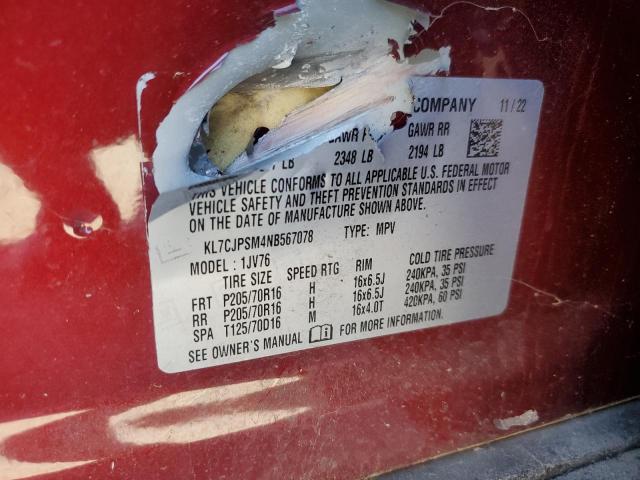 COMPANY 11/22
GAWR RR
LB 2348 LB 2194 LB
THIS VEHICLE CONFORMS TO ALL APPLICABLE U.S. FEDERAL MOTOR
VEHICLE SAFETY AND THEFT PREVENTION STANDARDS IN EFFECT
ON THE DATE OF MANUFACTURE SHOWN ABOVE.
KL7CJPSM4NB567078 TYPE: MPV
MODEL : 1JV76
TIRE SIZE SPEED RTG RIM COLD TIRE PRESSURE
FRT P205/70R16 H 16x6.5J 240KPA, 35 PSI
RR P205/70R16 H 16x6.5J 240KPA, 35 PSI
SPA T125/70D16 M 16x4.0T 420KPA, 60 PSI
SEE OWNER'S MANUAL FOR MORE INFORMATION.